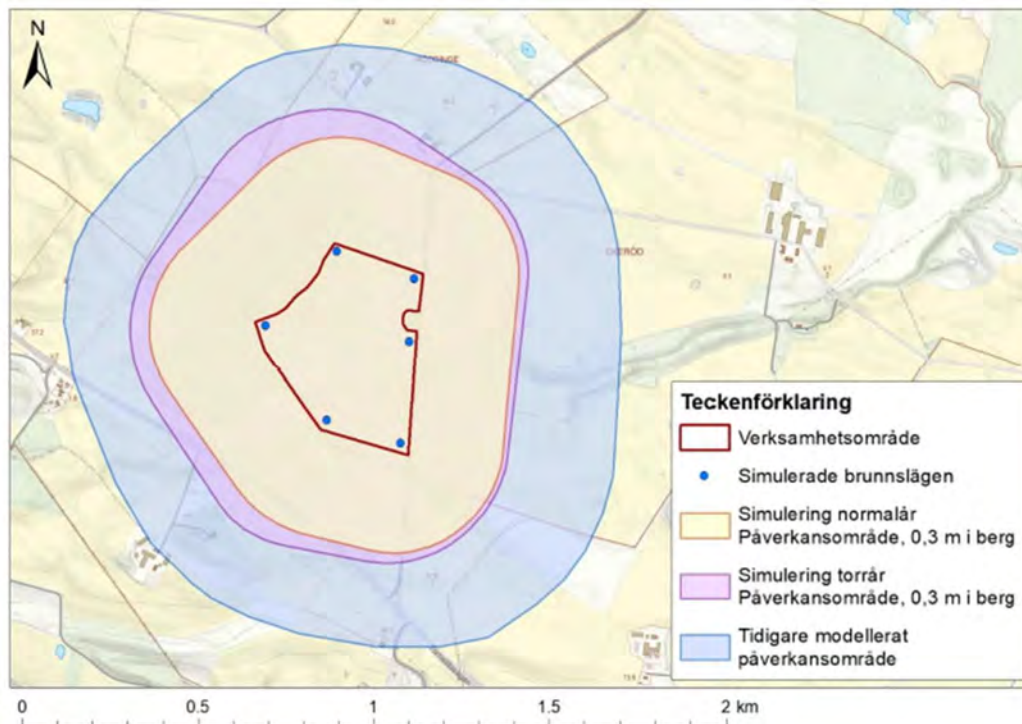 N
Teckenförklaring
Verksamhetsområde
Simulerade brunnslägen
Simulering normalår
Påverkansområde, 0,3 m i berg
Simulering torrår
Påverkansområde, 0,3 m i berg
Tidigare modellerat
påverkansområde
0 0.5 1 1.5 2 km